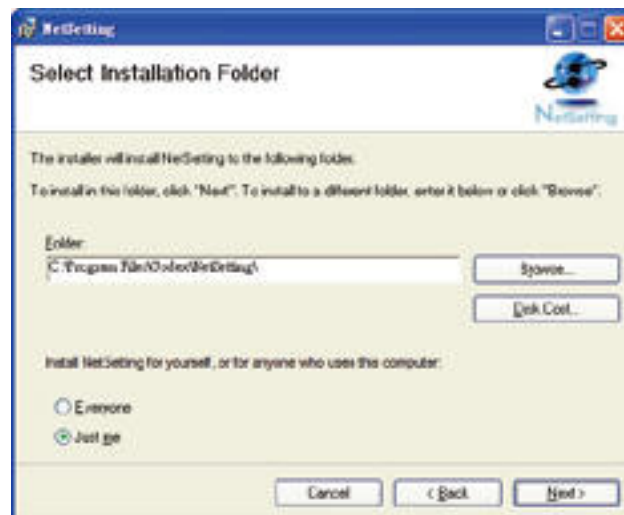 NetSetting
Select Installation Folder
NetSetting
The installer will install NetSetting to the following folder.
To install in this folder, click "Next". To install to a different folder, enter it below or click "Browse".
Folder:
C:\Program Files\
\NetSetting\
Browse...
Disk Cost...
Install NetSetting for yourself, or for anyone who uses this computer:
Everyone
Just me
Cancel
< Back
Next >